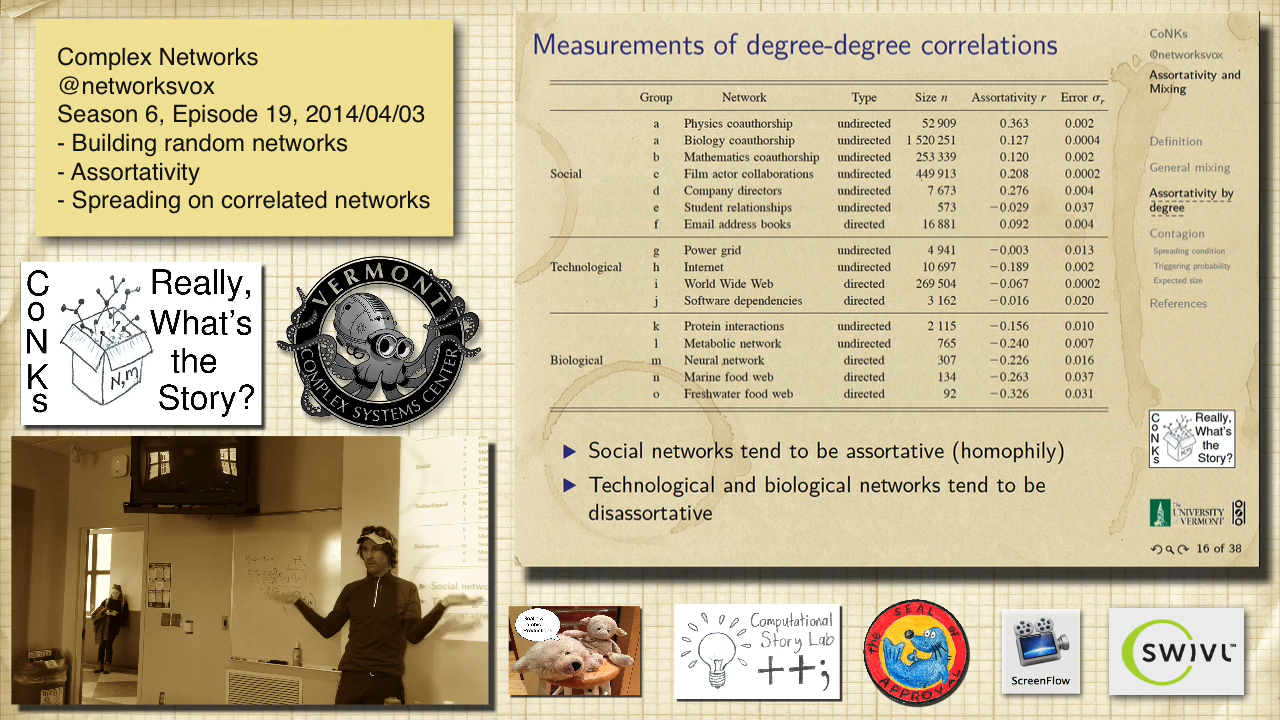 Complex Networks
@networksvox
Season 6, Episode 19, 2014/04/03
- Building random networks
- Assortativity
- Spreading on correlated networks
CoNKs
Really,
What's
the
Story?
N,m
VERMONT
COMPLEX SYSTEMS CENTER
Measurements of degree-degree correlations
Group Network Type Size n Assortativity r Error σr
a Physics coauthorship undirected 52 909 0.363 0.002
a Biology coauthorship undirected 1 520 251 0.127 0.0004
b Mathematics coauthorship undirected 253 339 0.120 0.002
Social c Film actor collaborations undirected 449 913 0.208 0.0002
d Company directors undirected 7 673 0.276 0.004
e Student relationships undirected 573 −0.029 0.037
f Email address books directed 16 881 0.092 0.004
g Power grid undirected 4 941 −0.003 0.013
Technological h Internet undirected 10 697 −0.189 0.002
i World Wide Web directed 269 504 −0.067 0.0002
j Software dependencies directed 3 162 −0.016 0.020
k Protein interactions undirected 2 115 −0.156 0.010
l Metabolic network undirected 765 −0.240 0.007
Biological m Neural network directed 307 −0.226 0.016
n Marine food web directed 134 −0.263 0.037
o Freshwater food web directed 92 −0.326 0.031
▶ Social networks tend to be assortative (homophily)
▶ Technological and biological networks tend to be
disassortative
CoNKs
@networksvox
Assortativity and
Mixing
Definition
General mixing
Assortativity by
degree
Contagion
Spreading condition
Triggering probability
Expected size
References
CoNKs
Really,
What's
the
Story?
The
UNIVERSITY
of VERMONT
16 of 38
Social
Technological
Biological
▶ Social netwo
Productions
Computational
Story Lab
++;
the SEAL of
APPROVAL
ScreenFlow
SWIVL™